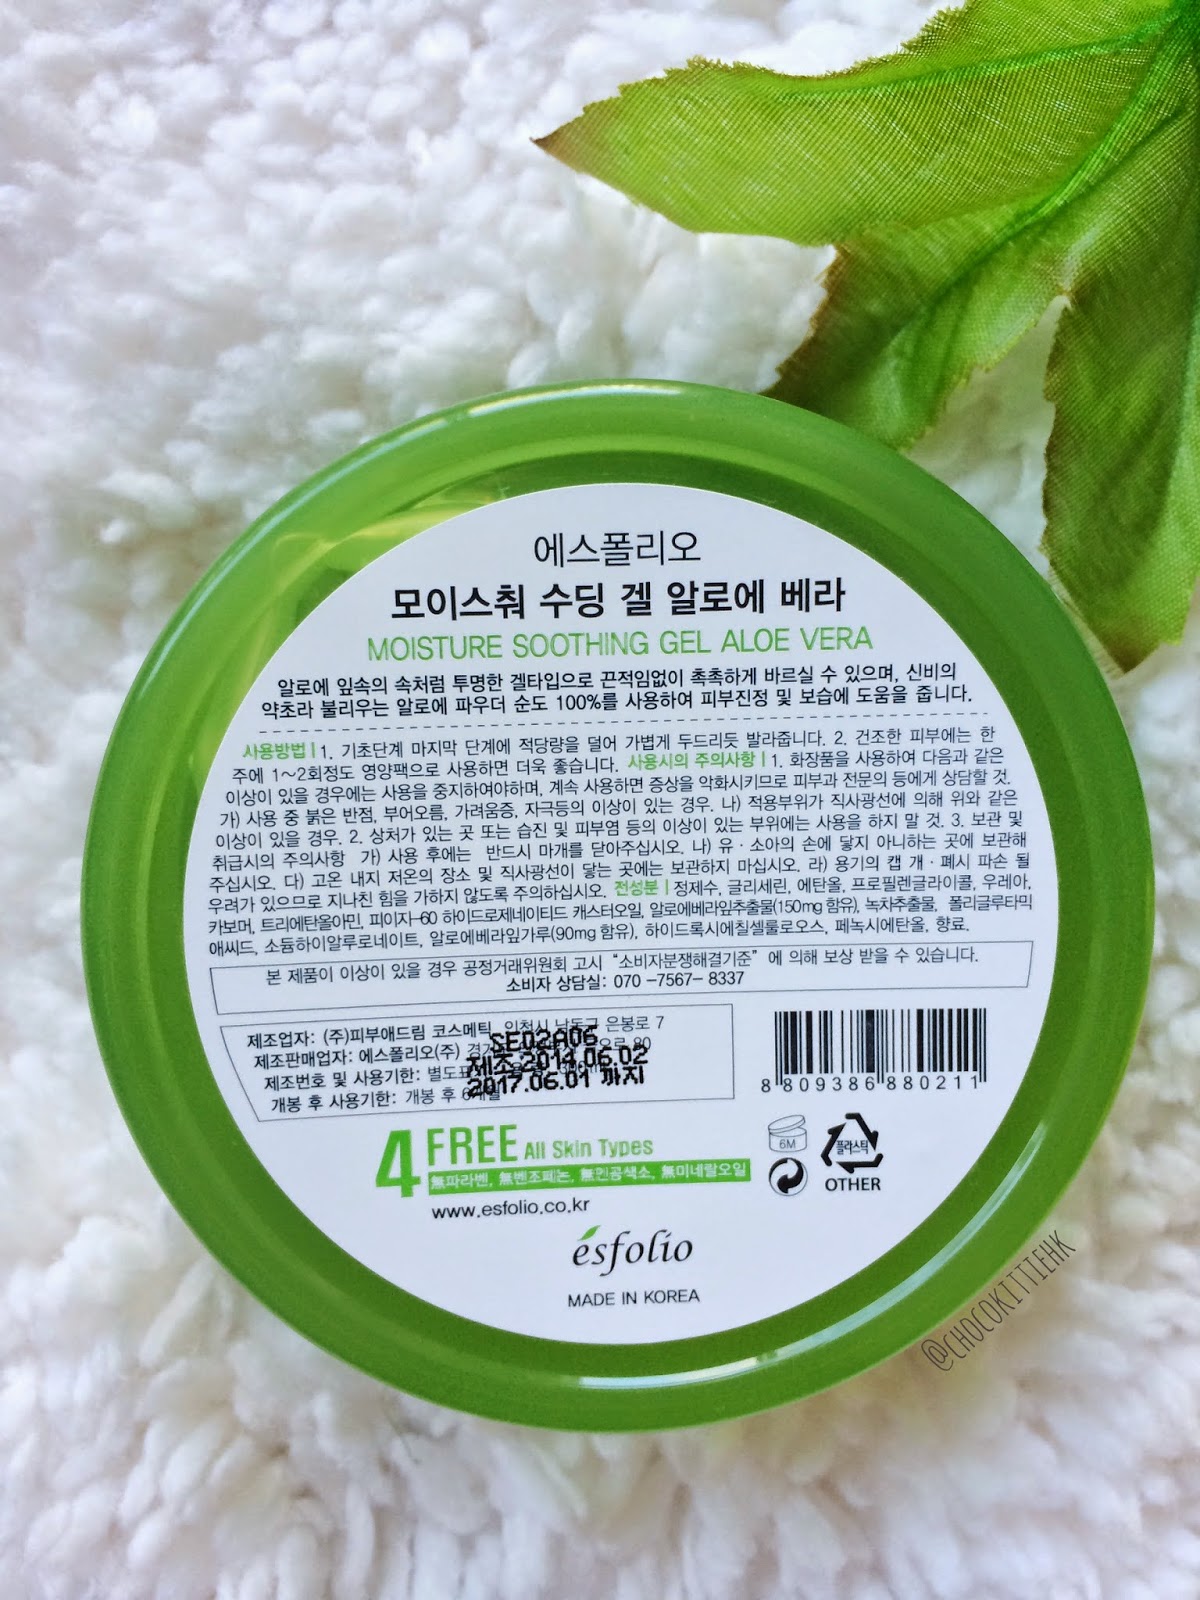 에스폴리오
모이스춰 수딩 겔 알로에 베라
MOISTURE SOOTHING GEL ALOE VERA
알로에 잎속의 속처럼 투명한 겔타입으로 끈적임없이 촉촉하게 바르실 수 있으며, 신비의
약초라 불리우는 알로에 파우더 순도 100%를 사용하여 피부진정 및 보습에 도움을 줍니다.
사용방법 | 1. 기초단계 마지막 단계에 적당량을 덜어 가볍게 두드리듯 발라줍니다. 2. 건조한 피부에는 한
주에 1~2회정도 영양팩으로 사용하면 더욱 좋습니다. 사용시의 주의사항 | 1. 화장품을 사용하여 다음과 같은
이상이 있을 경우에는 사용을 중지하여야하며, 계속 사용하면 증상을 악화시키므로 피부과 전문의 등에게 상담할 것.
가) 사용 중 붉은 반점, 부어오름, 가려움증, 자극등의 이상이 있는 경우. 나) 적용부위가 직사광선에 의해 위와 같은
이상이 있을 경우. 2. 상처가 있는 곳 또는 습진 및 피부염 등의 이상이 있는 부위에는 사용을 하지 말 것. 3. 보관 및
취급시의 주의사항 가) 사용 후에는 반드시 마개를 닫아주십시오. 나) 유·소아의 손에 닿지 아니하는 곳에 보관해
주십시오. 다) 고온 내지 저온의 장소 및 직사광선이 닿는 곳에는 보관하지 마십시오. 라) 용기의 캡 개·폐시 파손 될
우려가 있으므로 지나친 힘을 가하지 않도록 주의하십시오. 전성분 | 정제수, 글리세린, 에탄올, 프로필렌글라이콜, 우레아,
카보머, 트리에탄올아민, 피이지-60 하이드로제네이티드 캐스터오일, 알로에베라잎추출물(150mg 함유), 녹차추출물, 폴리글루타믹
애씨드, 소듐하이알루로네이트, 알로에베라잎가루(90mg 함유), 하이드록시에칠셀룰로오스, 페녹시에탄올, 향료.
본 제품이 이상이 있을 경우 공정거래위원회 고시 “소비자분쟁해결기준” 에 의해 보상 받을 수 있습니다.
소비자 상담실: 070 -7567- 8337
제조업자: (주)피부애드림 코스메틱 인천시 남동구 은봉로 7
제조판매업자: 에스폴리오(주) 80
제조번호 및 사용기한:
개봉 후 사용기한: 개봉 후 6개월
SE02A06
제조 2014.06.02
2017.06.01 까지
8 809386 880211
4 FREE All Skin Types
無파라벤, 無벤조페논, 無인공색소, 無미네랄오일
6M
플라스틱
OTHER
www.esfolio.co.kr
esfolio
MADE IN KOREA
@CHOCOKITTIEHK